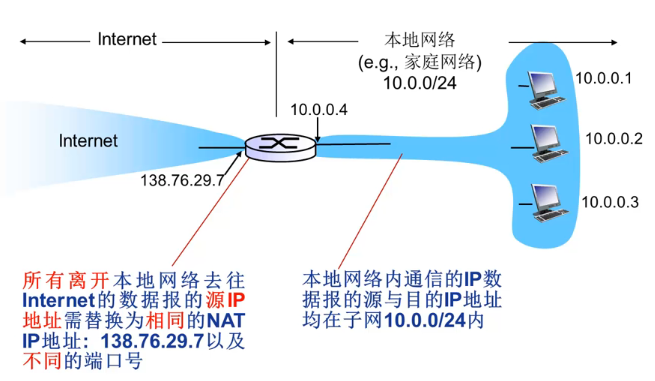 Internet
本地网络
(e.g., 家庭网络)
10.0.0/24
10.0.0.1
10.0.0.4
Internet
10.0.0.2
138.76.29.7
10.0.0.3
所有离开本地网络去往
Internet的数据报的源IP
地址需替换为相同的NAT
IP地址：138.76.29.7以及
不同的端口号
本地网络内通信的IP数
据报的源与目的IP地址
均在子网10.0.0/24内